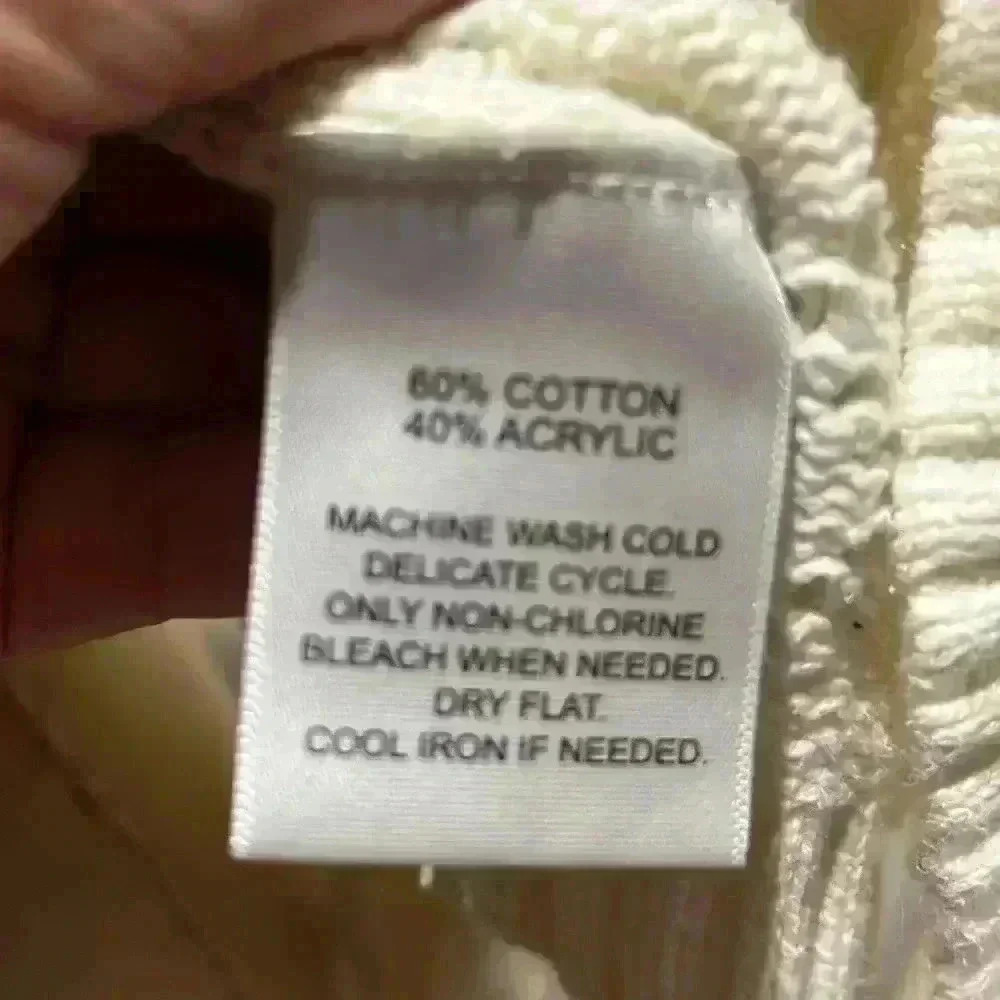 60% COTTON
40% ACRYLIC
MACHINE WASH COLD
DELICATE CYCLE.
ONLY NON-CHLORINE
BLEACH WHEN NEEDED.
DRY FLAT.
COOL IRON IF NEEDED.